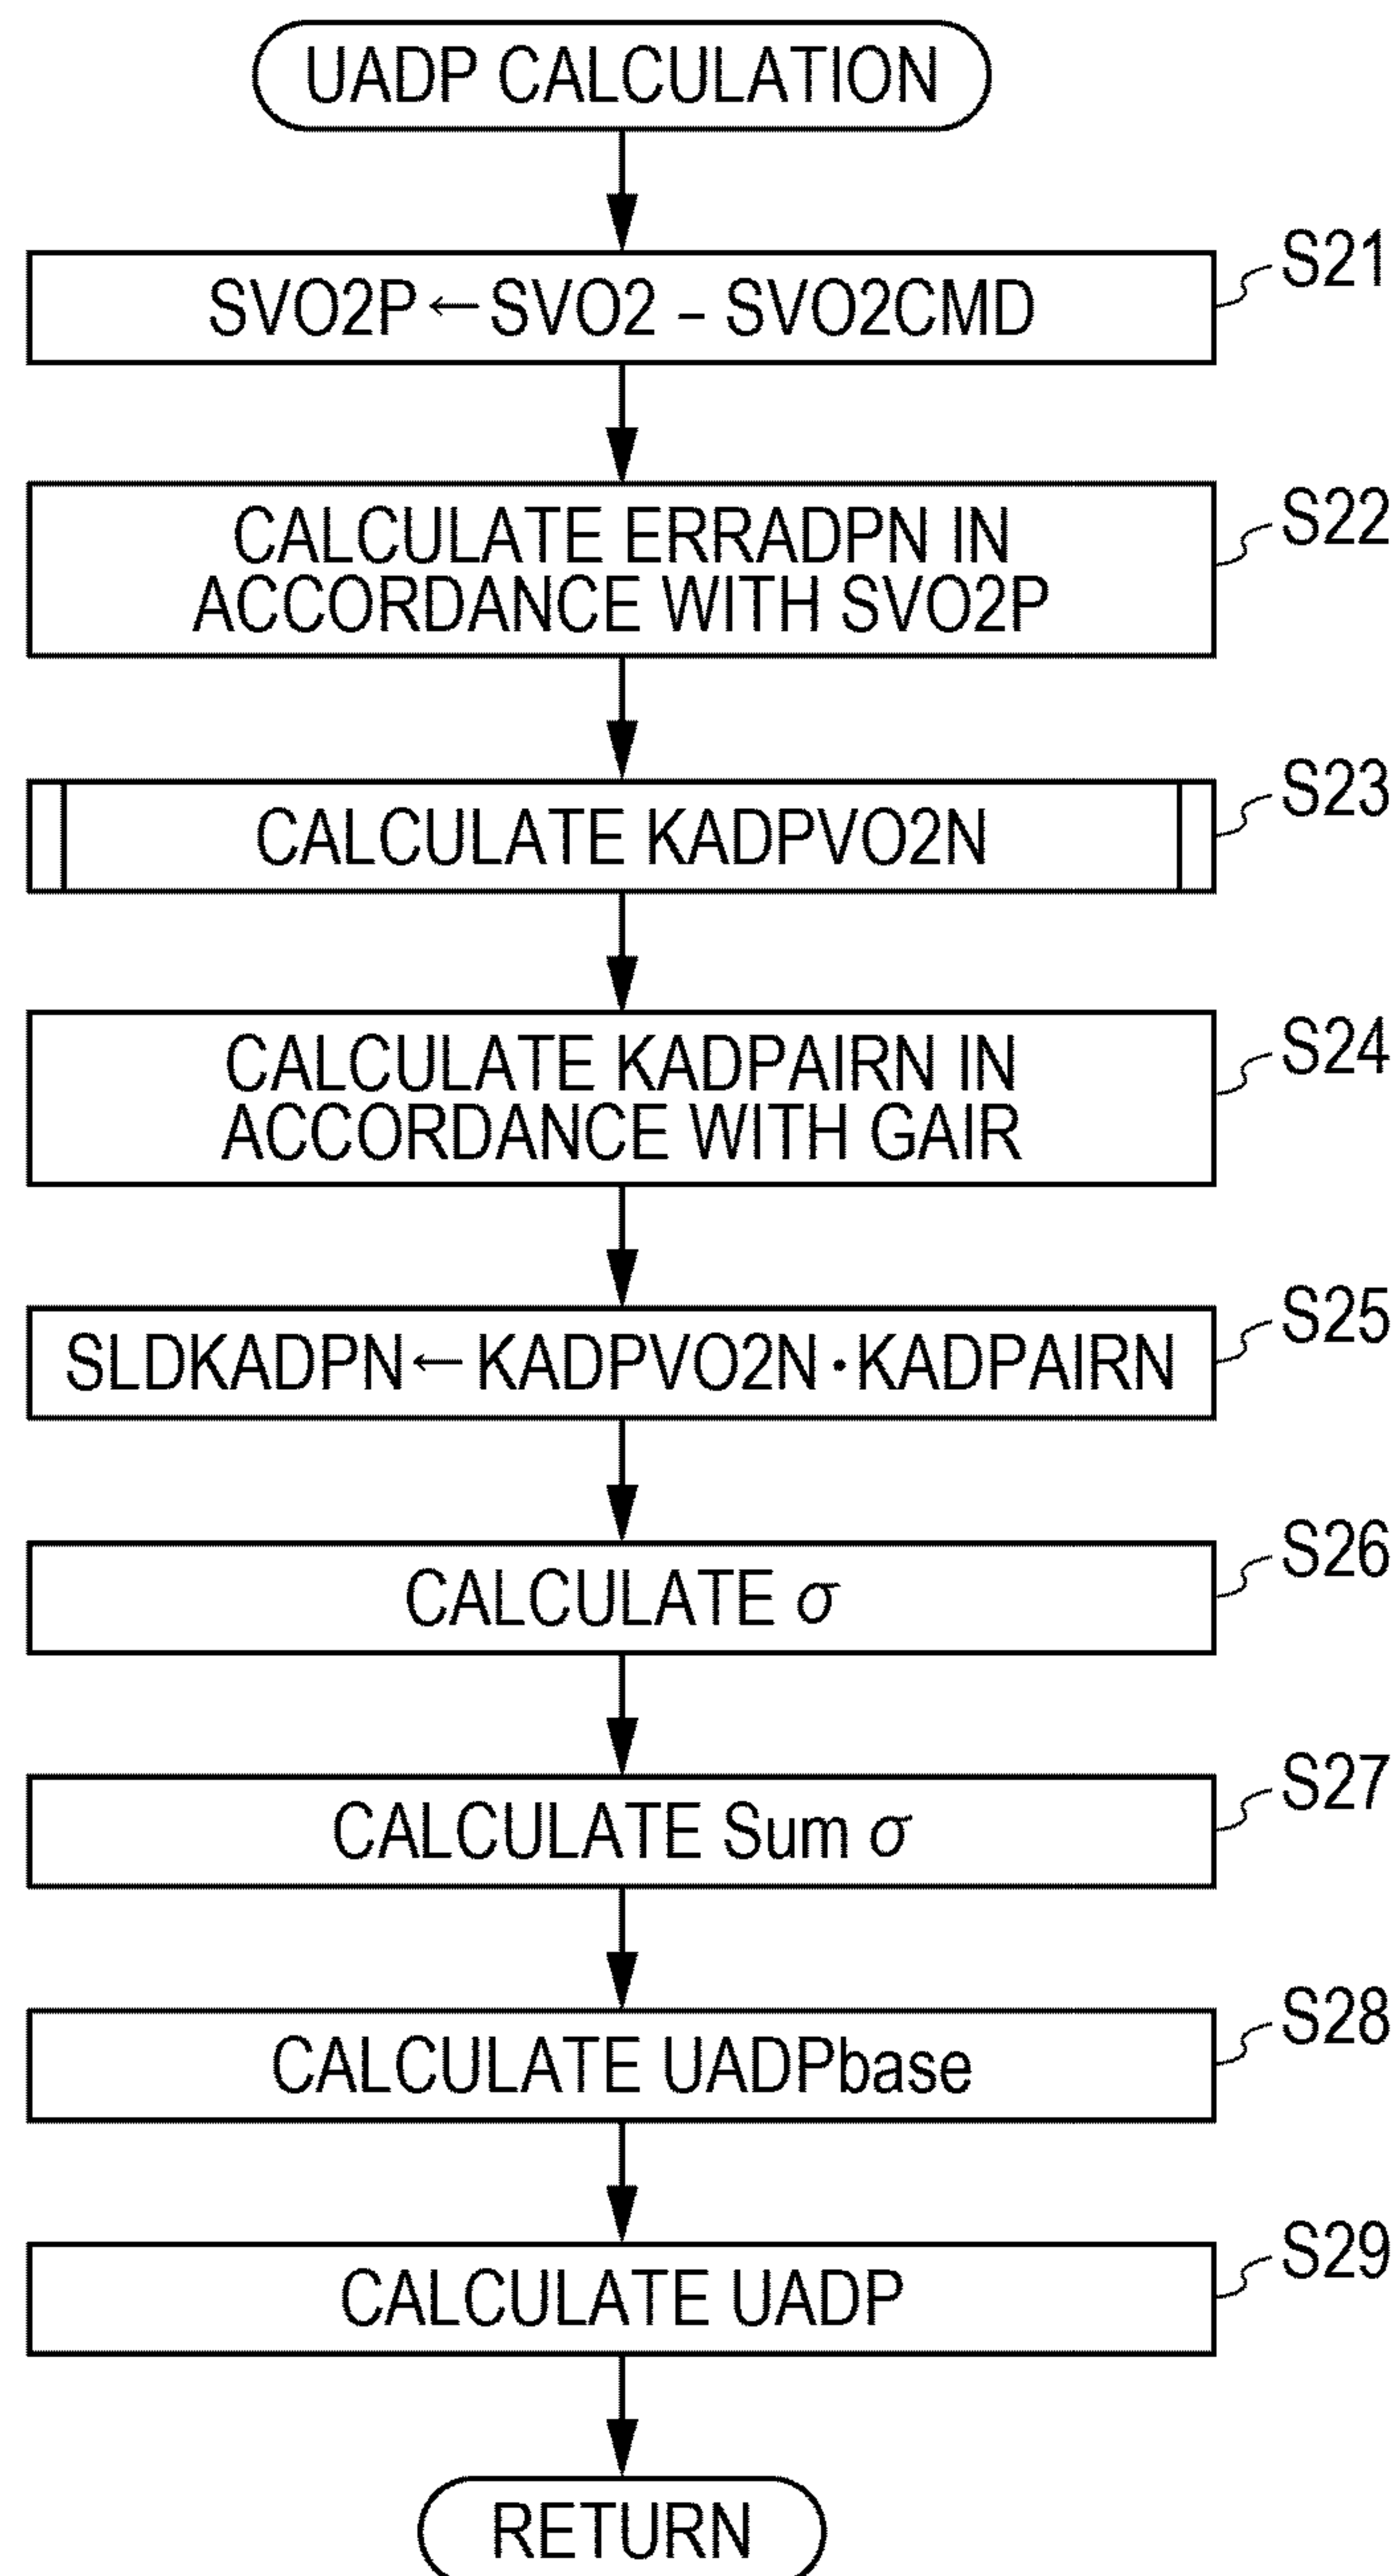 UADP CALCULATION
S21
SVO2P←SVO2 – SVO2CMD
S22
CALCULATE ERRADPN IN
ACCORDANCE WITH SVO2P
S23
CALCULATE KADPVO2N
S24
CALCULATE KADPAIRN IN
ACCORDANCE WITH GAIR
S25
SLDKADPN←KADPVO2N·KADPAIRN
S26
CALCULATE σ
S27
CALCULATE Sum σ
S28
CALCULATE UADPbase
S29
CALCULATE UADP
RETURN